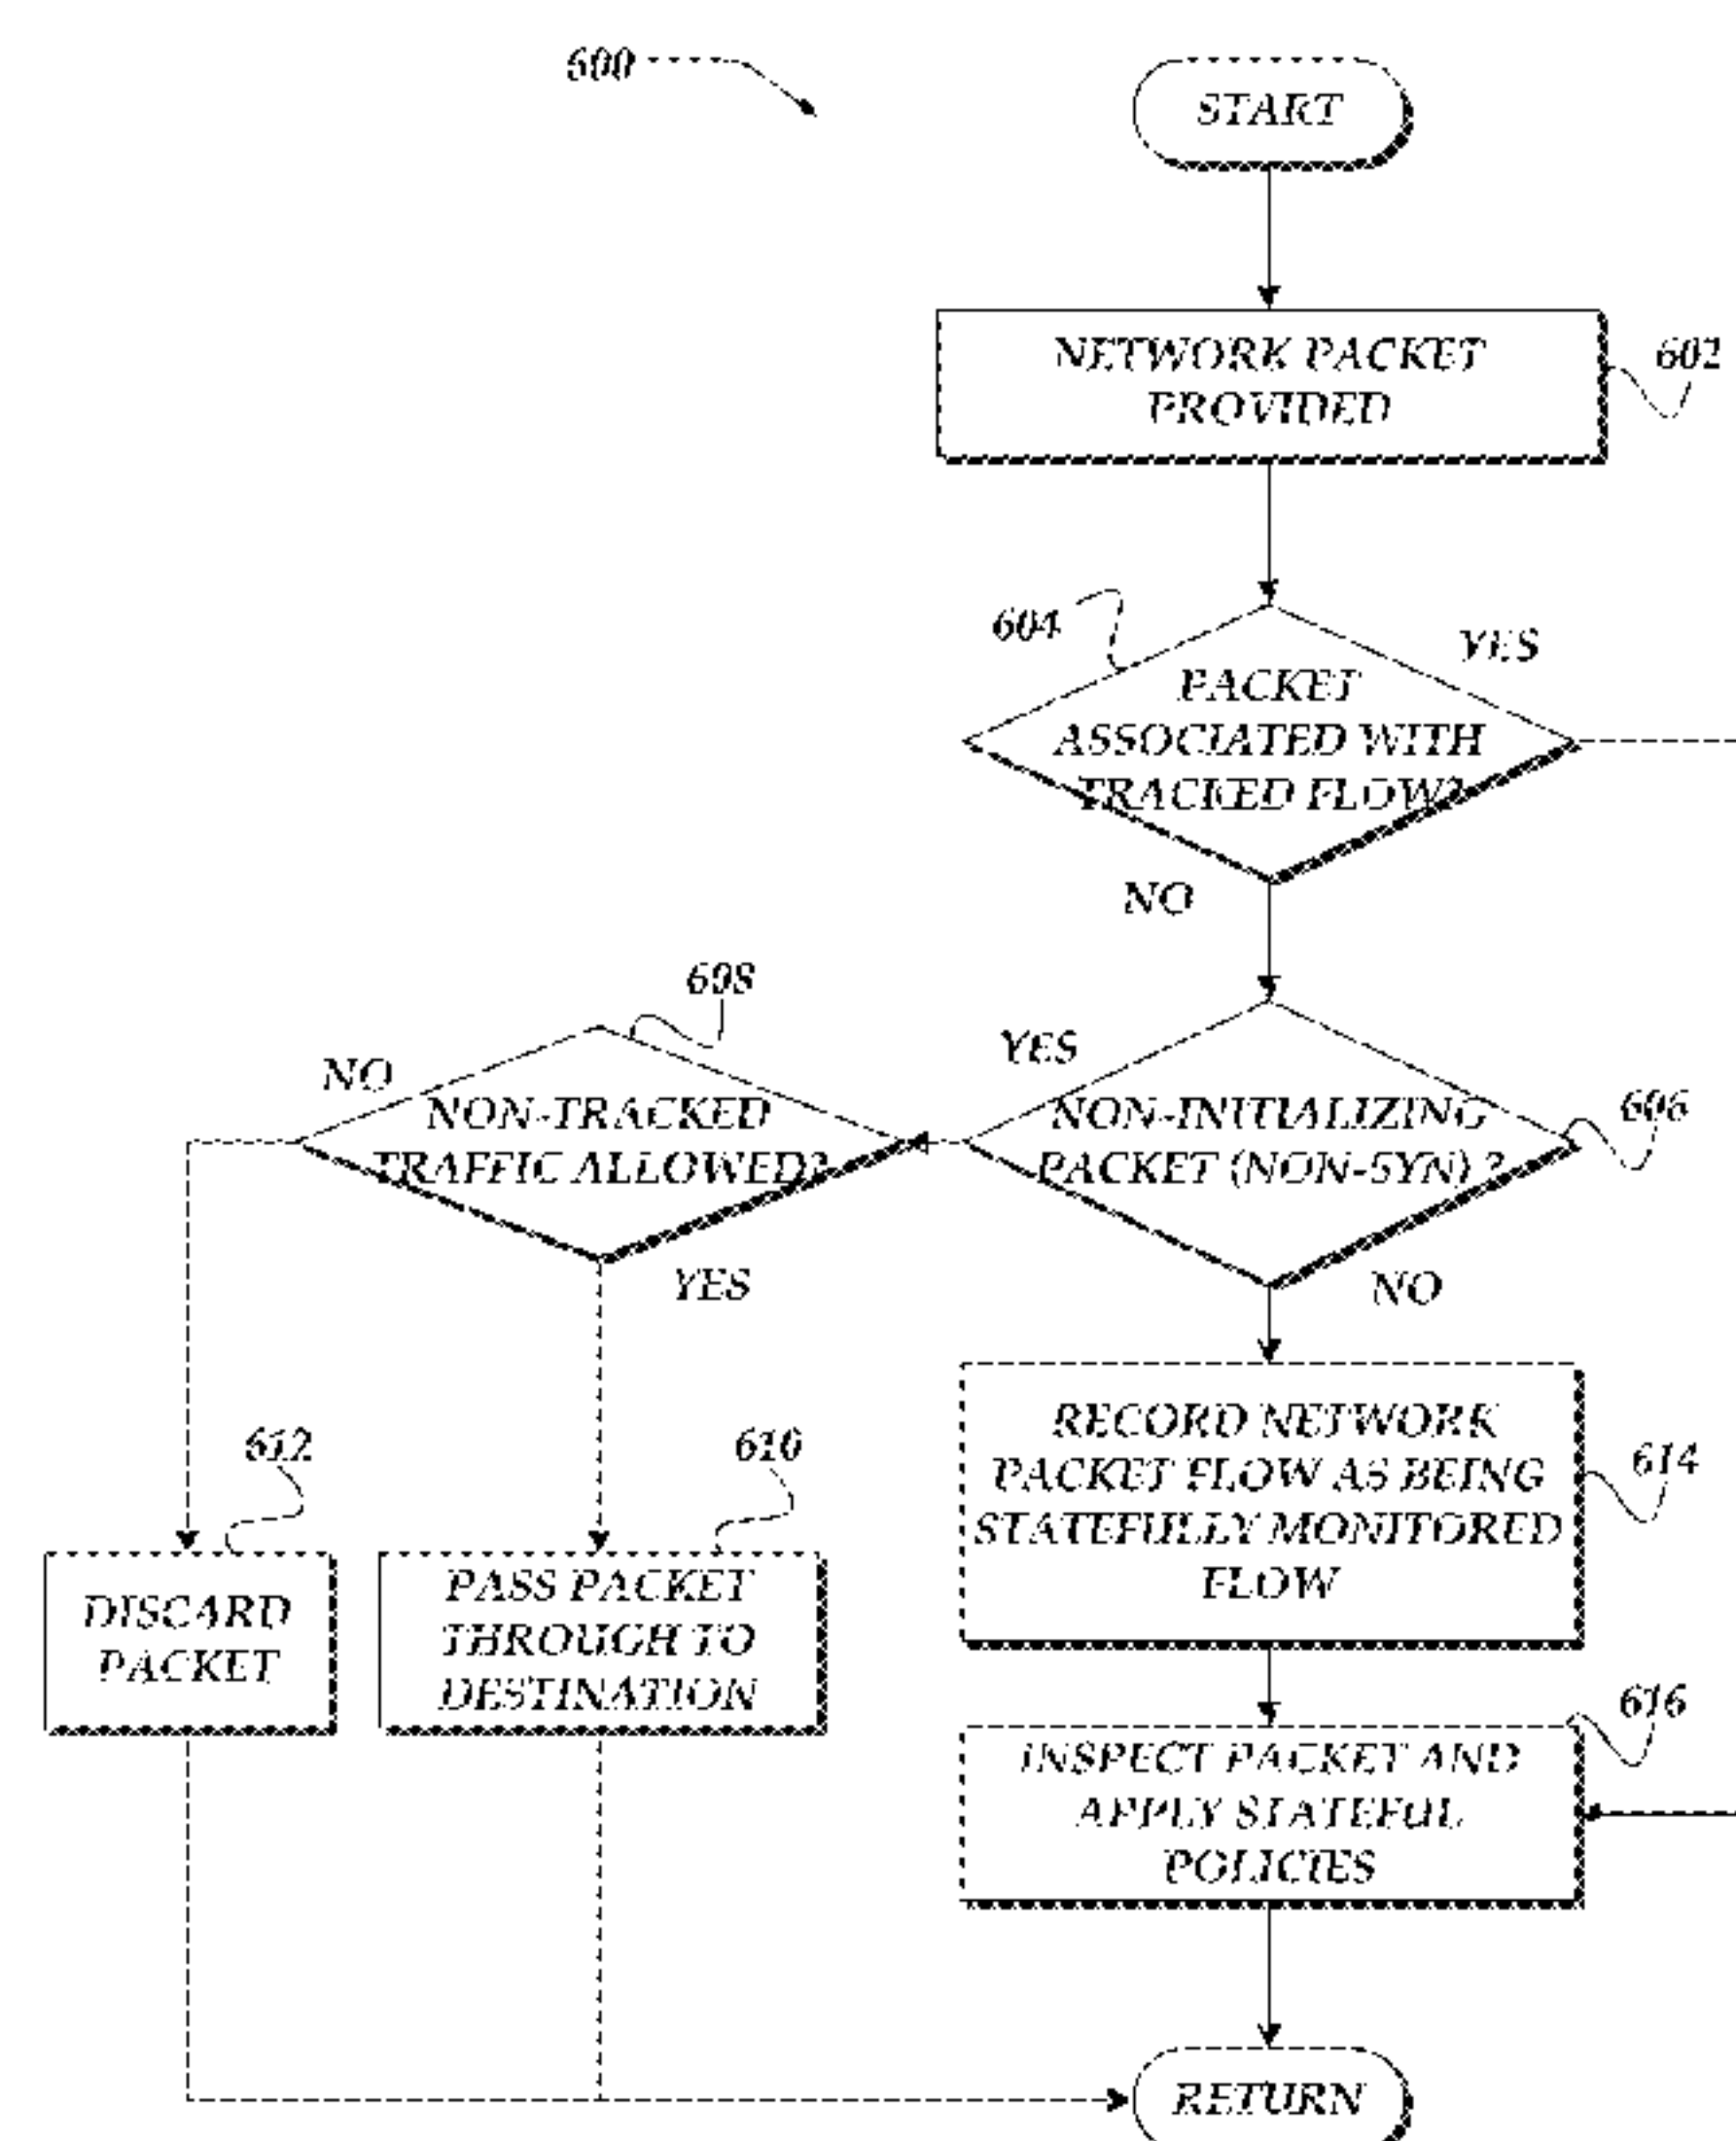 600
START
NETWORK PACKET
PROVIDED
602
604
YES
PACKET
ASSOCIATED WITH
TRACKED FLOW?
NO
608
NO
NON-TRACKED
TRAFFIC ALLOWED?
YES
YES
NON-INITIALIZING
PACKET (NON-SYN) ?
606
NO
612
DISCARD
PACKET
610
PASS PACKET
THROUGH TO
DESTINATION
RECORD NETWORK
PACKET FLOW AS BEING
STATEFULLY MONITORED
FLOW
614
616
INSPECT PACKET AND
APPLY STATEFUL
POLICIES
RETURN